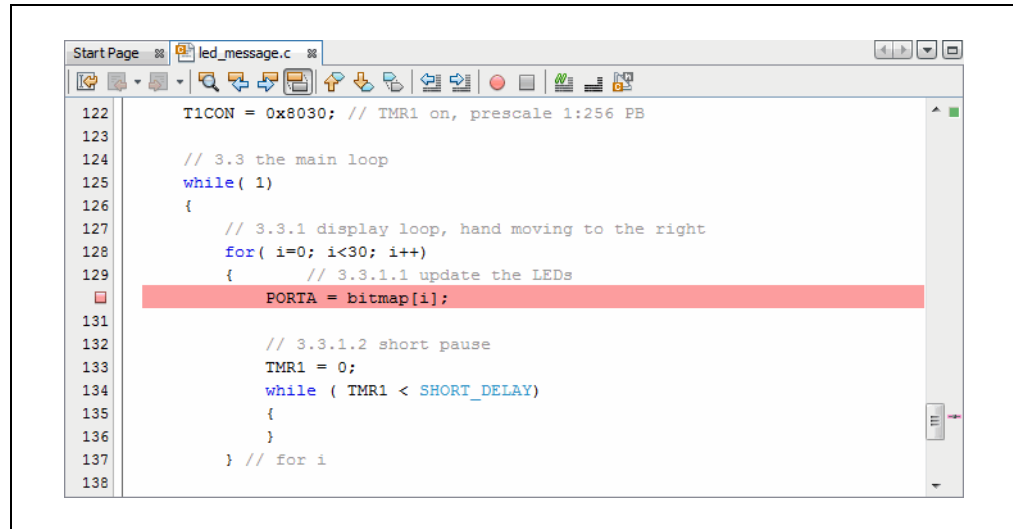 Start Page led_message.c
122 T1CON = 0x8030; // TMR1 on, prescale 1:256 PB
123
124 // 3.3 the main loop
125 while( 1)
126 {
127 // 3.3.1 display loop, hand moving to the right
128 for( i=0; i<30; i++)
129 { // 3.3.1.1 update the LEDs
PORTA = bitmap[i];
131
132 // 3.3.1.2 short pause
133 TMR1 = 0;
134 while ( TMR1 < SHORT_DELAY)
135 {
136 }
137 } // for i
138